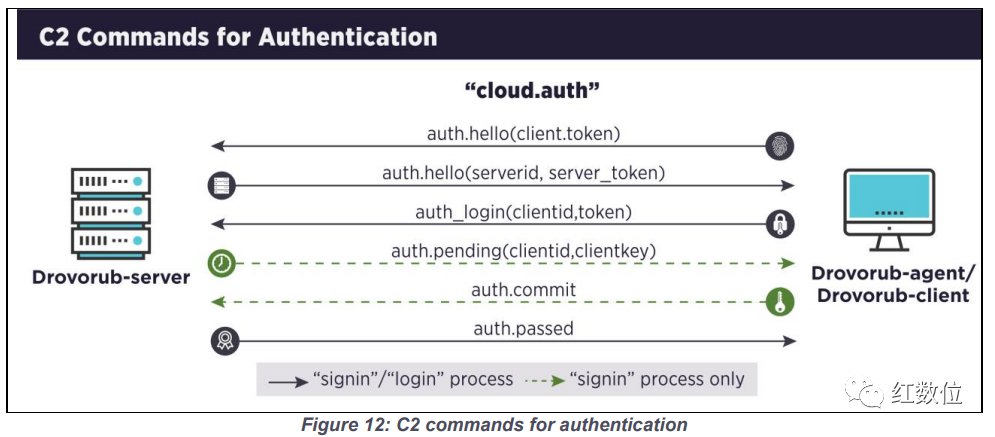 C2 Commands for Authentication
“cloud.auth”
auth.hello(client.token)
auth.hello(serverid, server_token)
auth_login(clientid,token)
auth.pending(clientid,clientkey)
auth.commit
auth.passed
Drovorub-server
Drovorub-agent/
Drovorub-client
“signin”/“login” process
“signin” process only
红数位
Figure 12: C2 commands for authentication